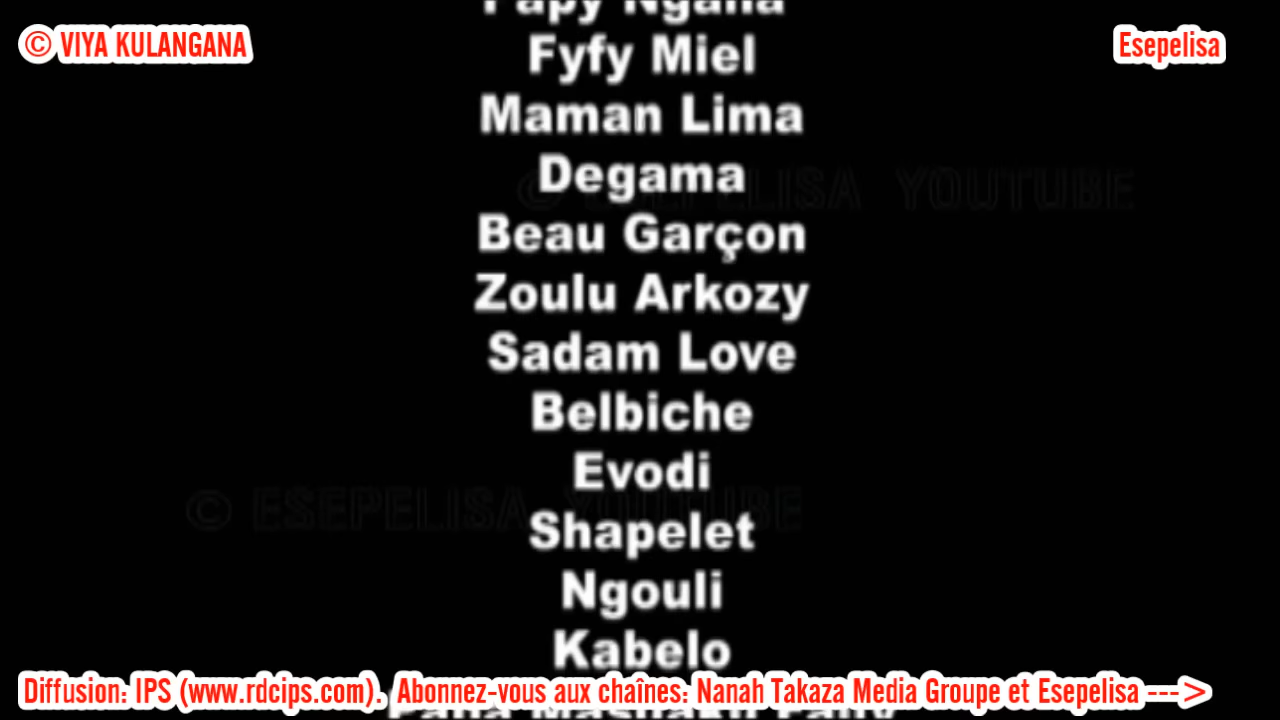 Papy Ngana
© VIYA KULANGANA
Esepelisa
Fyfy Miel
Maman Lima
Degama
© ESEPELISA YOUTUBE
Beau Garçon
Zoulu Arkozy
Sadam Love
Belbiche
Evodi
© ESEPELISA YOUTUBE
Shapelet
Ngouli
Kabelo
Diffusion: IPS (www.rdcips.com). Abonnez-vous aux chaînes: Nanah Takaza Media Groupe et Esepelisa --->